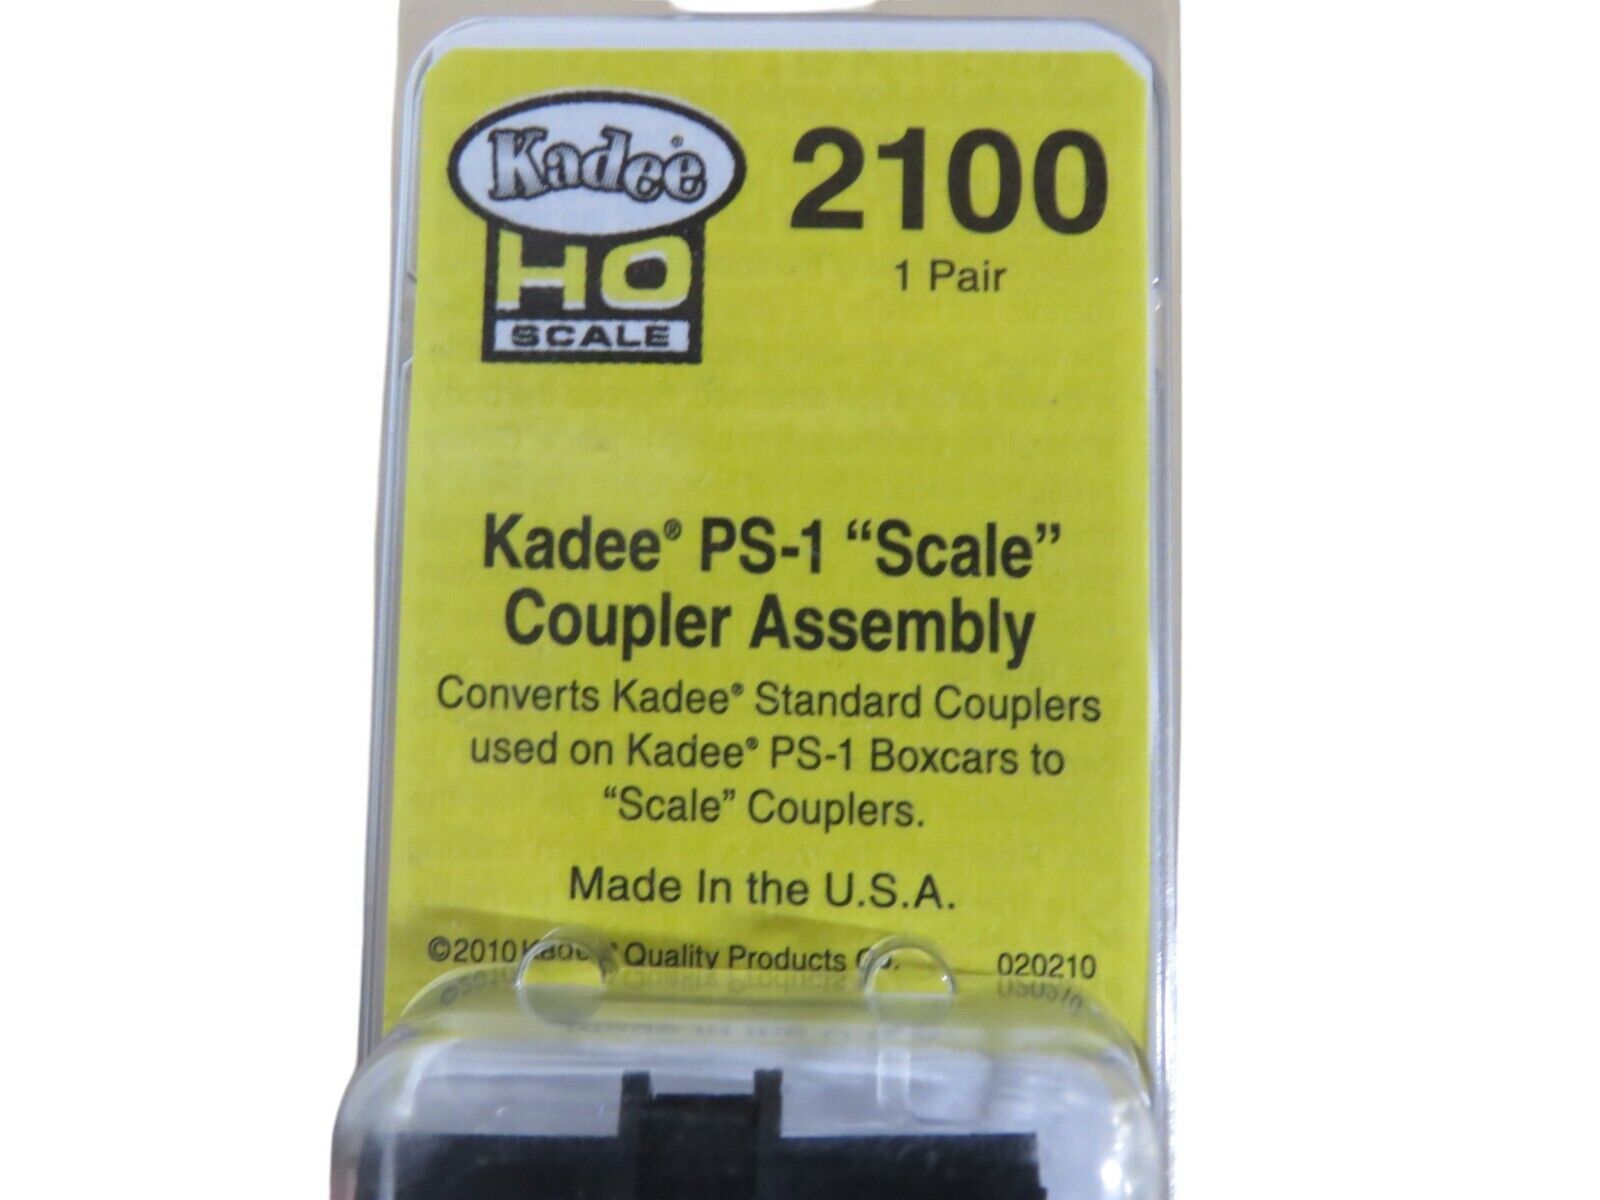 Kadee®
HO
SCALE
2100
1 Pair
Kadee® PS-1 “Scale”
Coupler Assembly
Converts Kadee® Standard Couplers
used on Kadee® PS-1 Boxcars to
“Scale” Couplers.
Made In the U.S.A.
©2010 Kadee® Quality Products Co.
020210